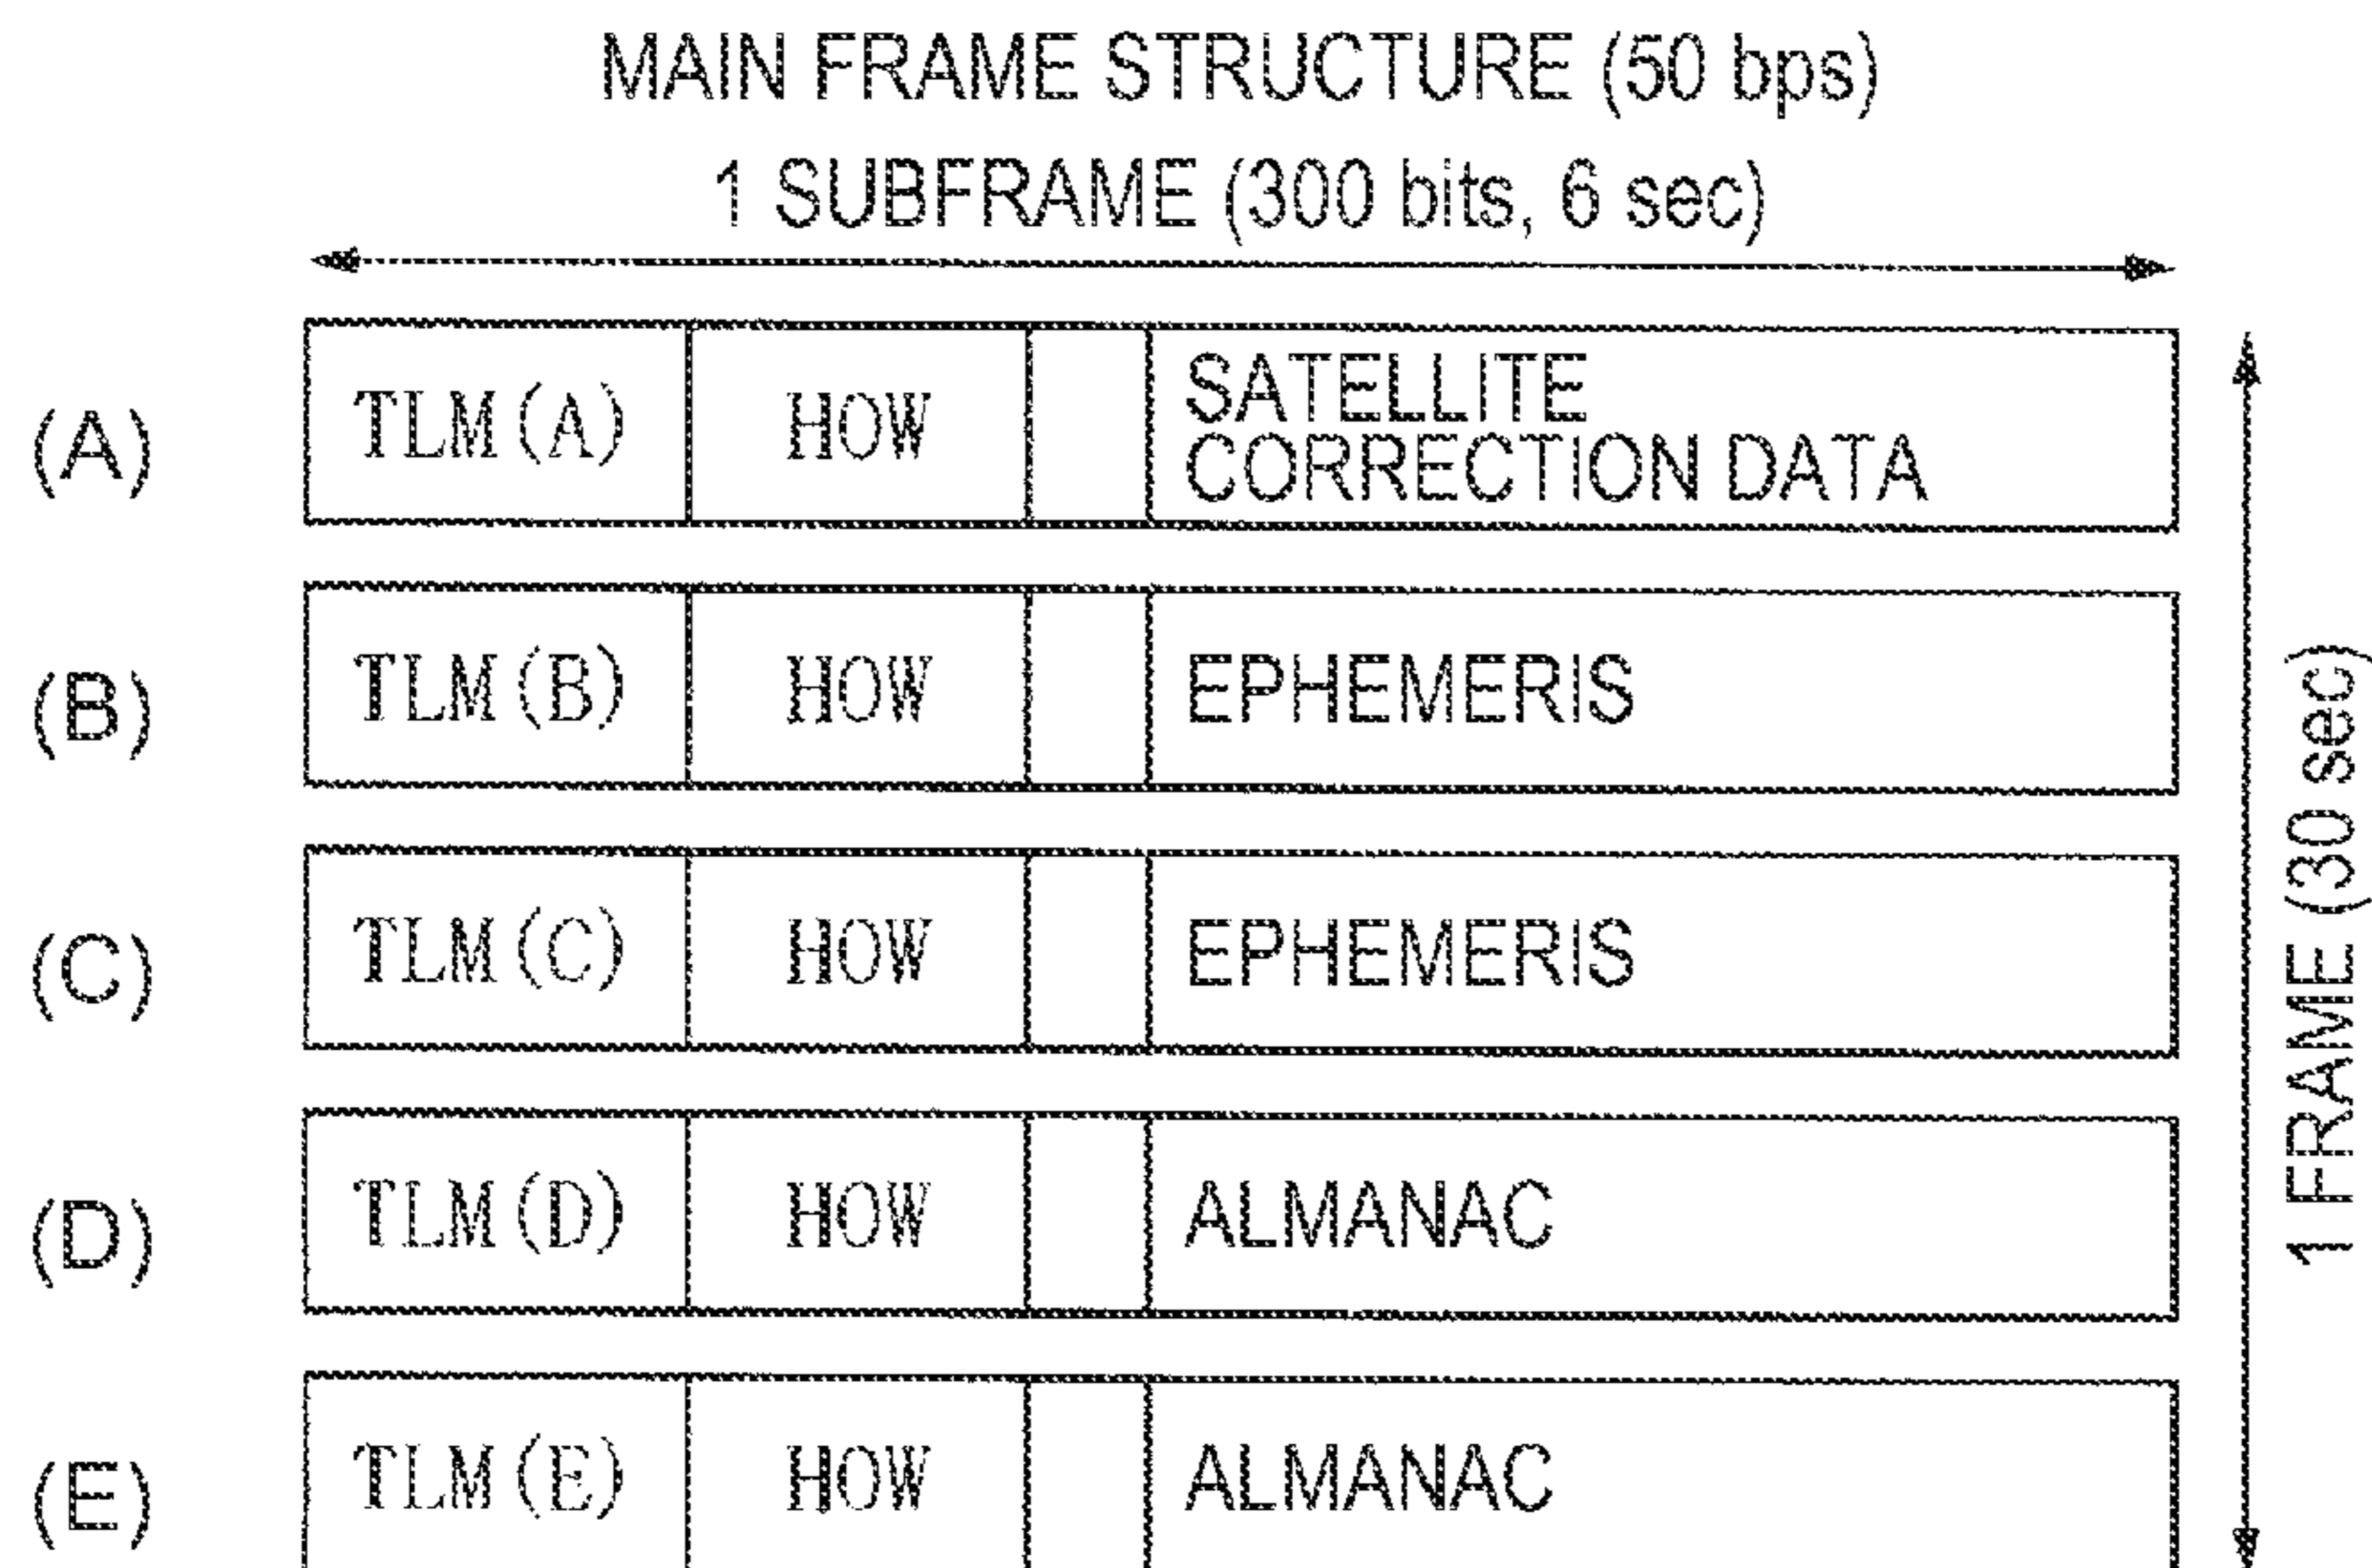 MAIN FRAME STRUCTURE (50 bps)
1 SUBFRAME (300 bits, 6 sec)
(A) TLM(A) HOW SATELLITE
CORRECTION DATA
(B) TLM(B) HOW EPHEMERIS
(C) TLM(C) HOW EPHEMERIS
(D) TLM(D) HOW ALMANAC
(E) TLM(E) HOW ALMANAC
1 FRAME (30 sec)